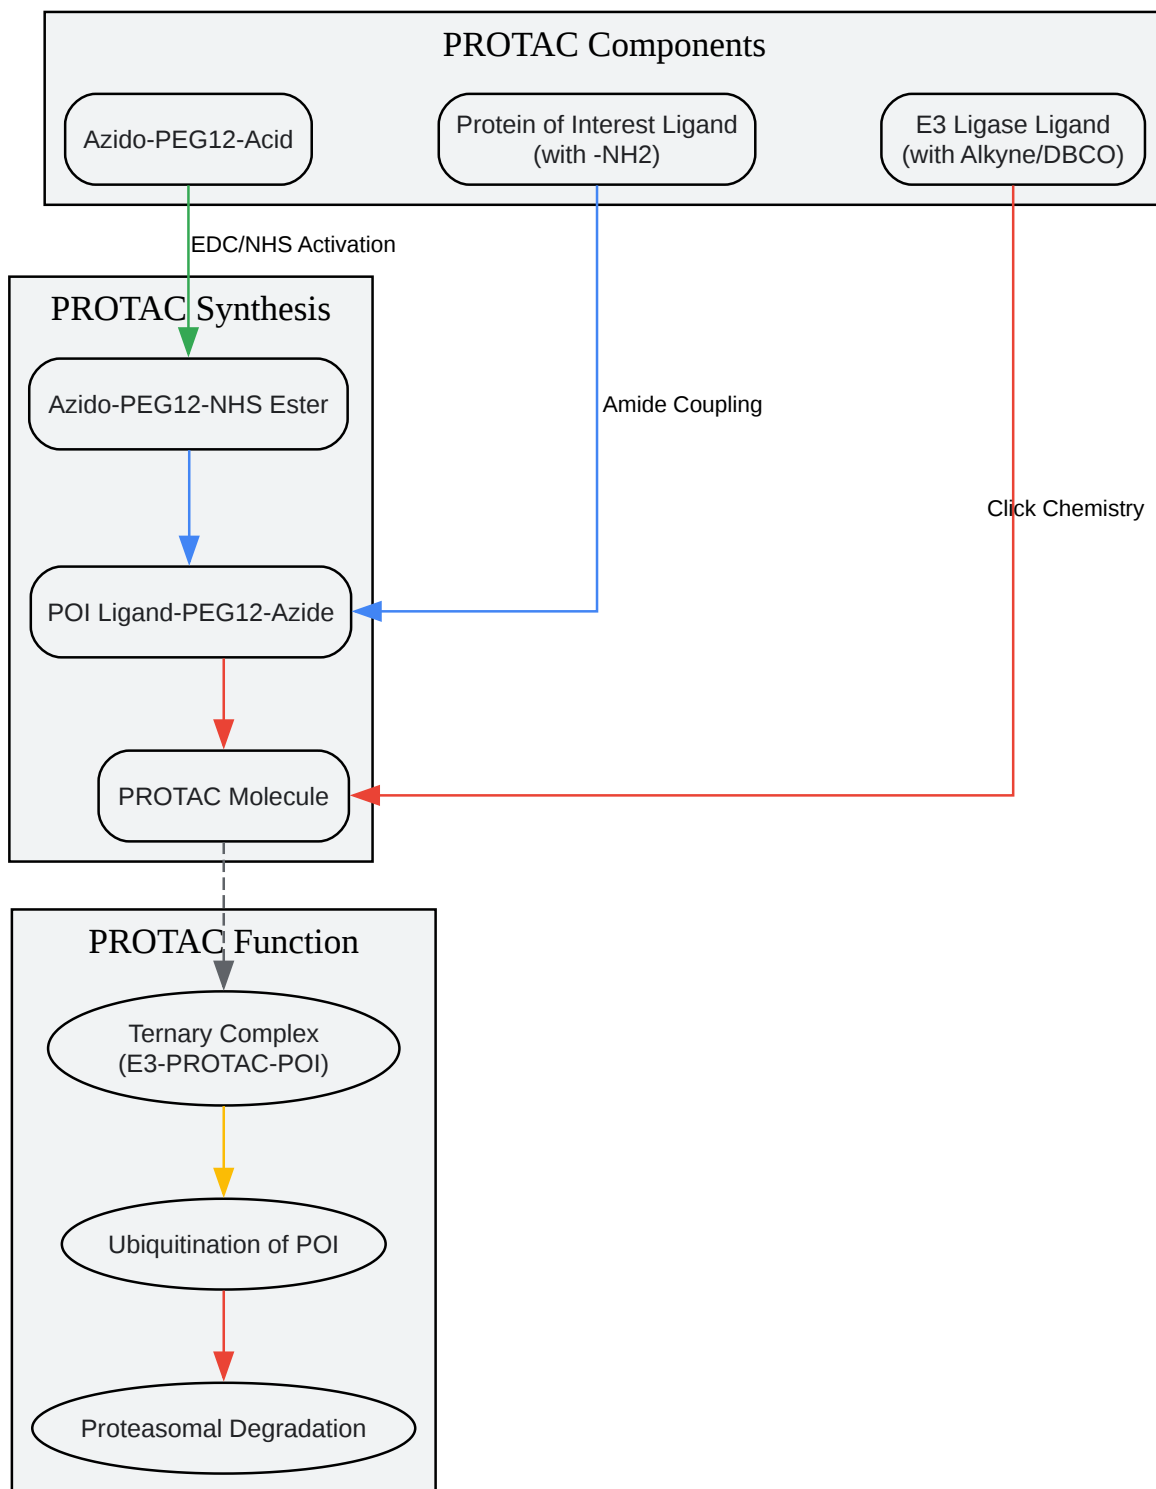 PROTAC Components
Azido-PEG12-Acid
Protein of Interest Ligand
(with -NH2)
E3 Ligase Ligand
(with Alkyne/DBCO)
EDC/NHS Activation
PROTAC Synthesis
Azido-PEG12-NHS Ester
Amide Coupling
Click Chemistry
POI Ligand-PEG12-Azide
PROTAC Molecule
PROTAC Function
Ternary Complex
(E3-PROTAC-POI)
Ubiquitination of POI
Proteasomal Degradation